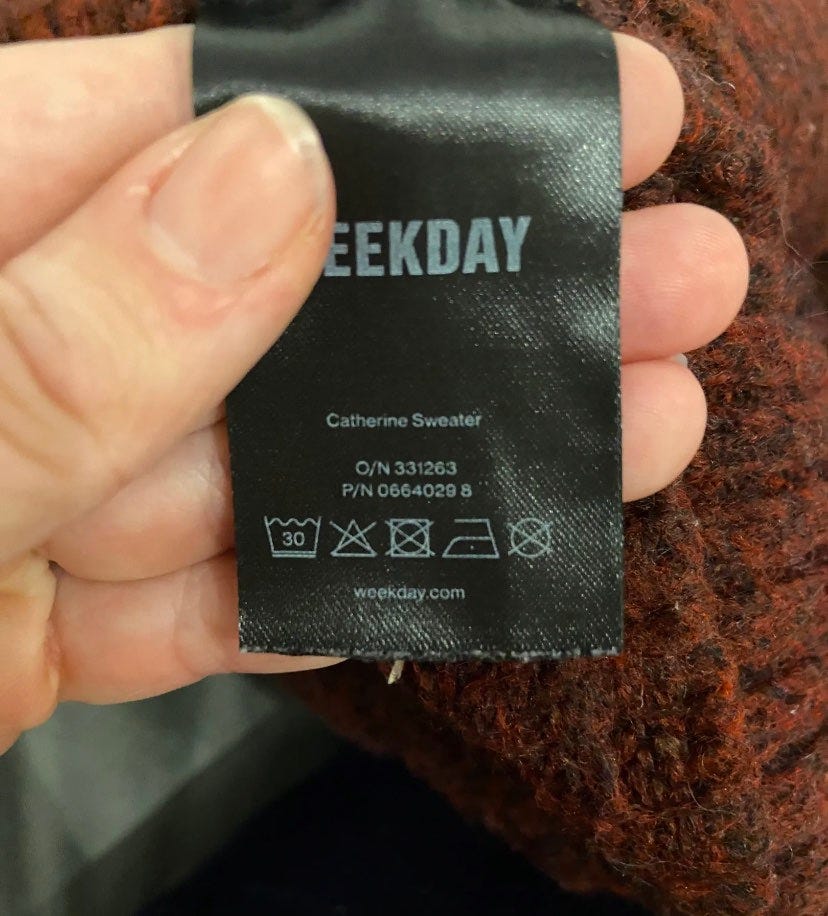 EEKDAY
Catherine Sweater
O/N 331263
P/N 0664029 8
30
weekday.com